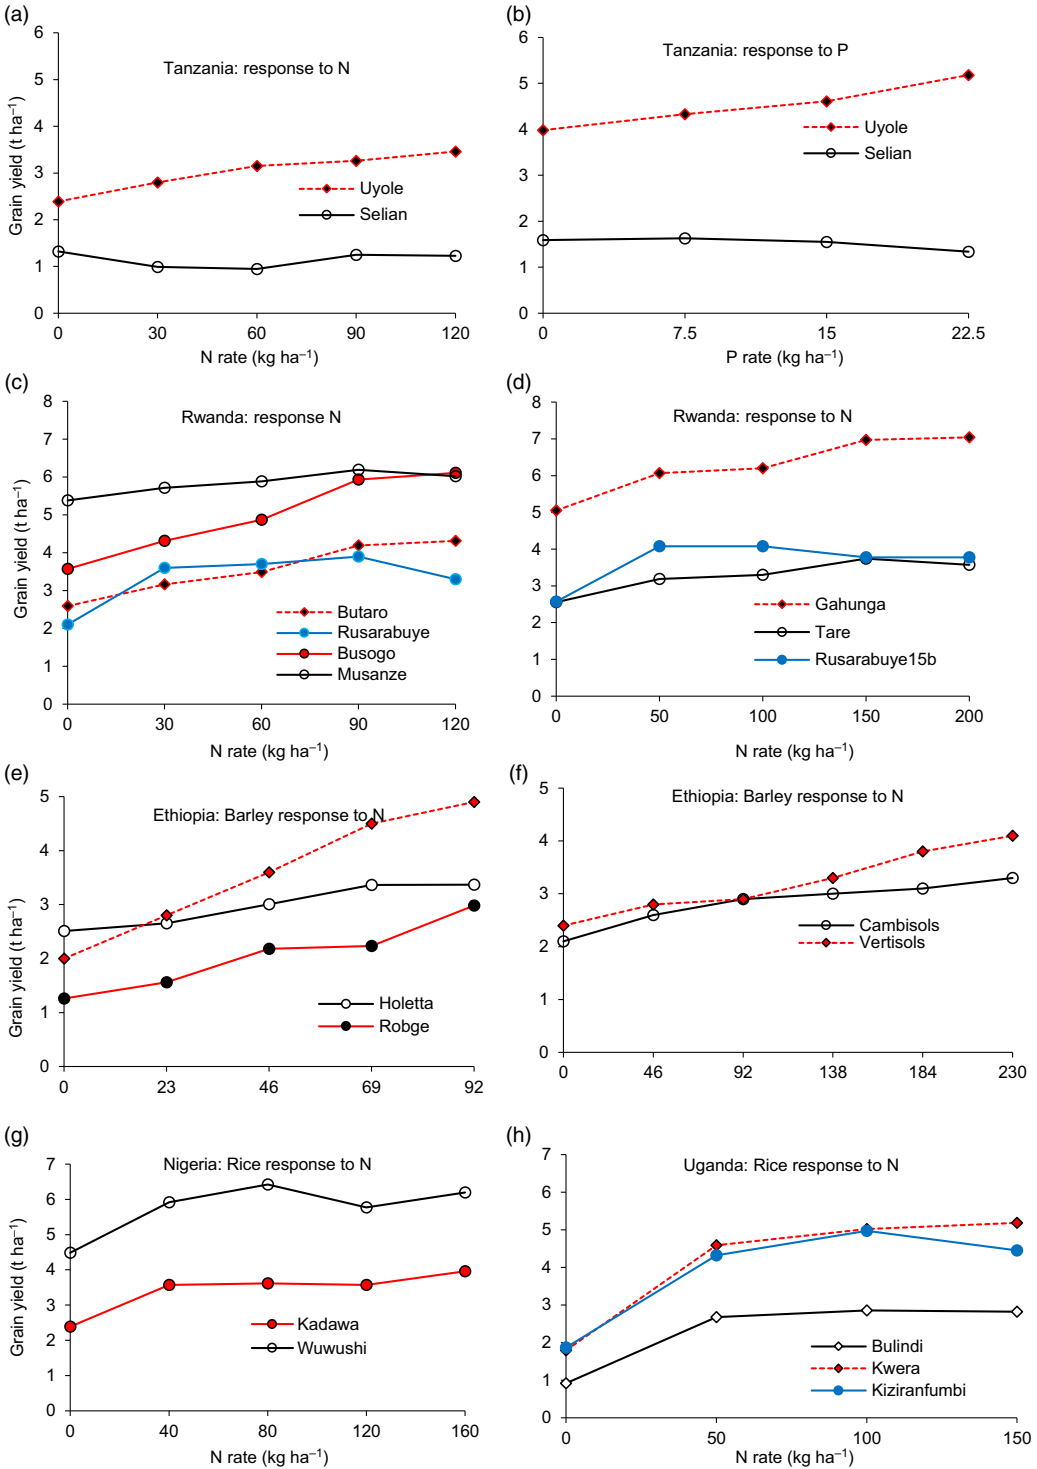 (a)
Tanzania: response to N
Grain yield (t ha⁻¹)
6
5
4
3
2
1
0
Uyole
Selian
0 30 60 90 120
N rate (kg ha⁻¹)
(b)
Tanzania: response to P
6
5
4
3
2
1
0
Uyole
Selian
0 7.5 15 22.5
P rate (kg ha⁻¹)
(c)
Rwanda: response N
Grain yield (t ha⁻¹)
8
7
6
5
4
3
2
1
0
Butaro
Rusarabuye
Busogo
Musanze
0 30 60 90 120
N rate (kg ha⁻¹)
(d)
Rwanda: response to N
8
7
6
5
4
3
2
1
0
Gahunga
Tare
Rusarabuye15b
0 50 100 150 200
N rate (kg ha⁻¹)
(e)
Ethiopia: Barley response to N
Grain yield (t ha⁻¹)
5
4
3
2
1
0
Holetta
Robge
0 23 46 69 92
(f)
Ethiopia: Barley response to N
5
4
3
2
1
0
Cambisols
Vertisols
0 46 92 138 184 230
(g)
Nigeria: Rice response to N
Grain yield (t ha⁻¹)
7
6
5
4
3
2
1
0
Kadawa
Wuwushi
0 40 80 120 160
N rate (kg ha⁻¹)
(h)
Uganda: Rice response to N
7
6
5
4
3
2
1
0
Bulindi
Kwera
Kiziranfumbi
0 50 100 150
N rate (kg ha⁻¹)